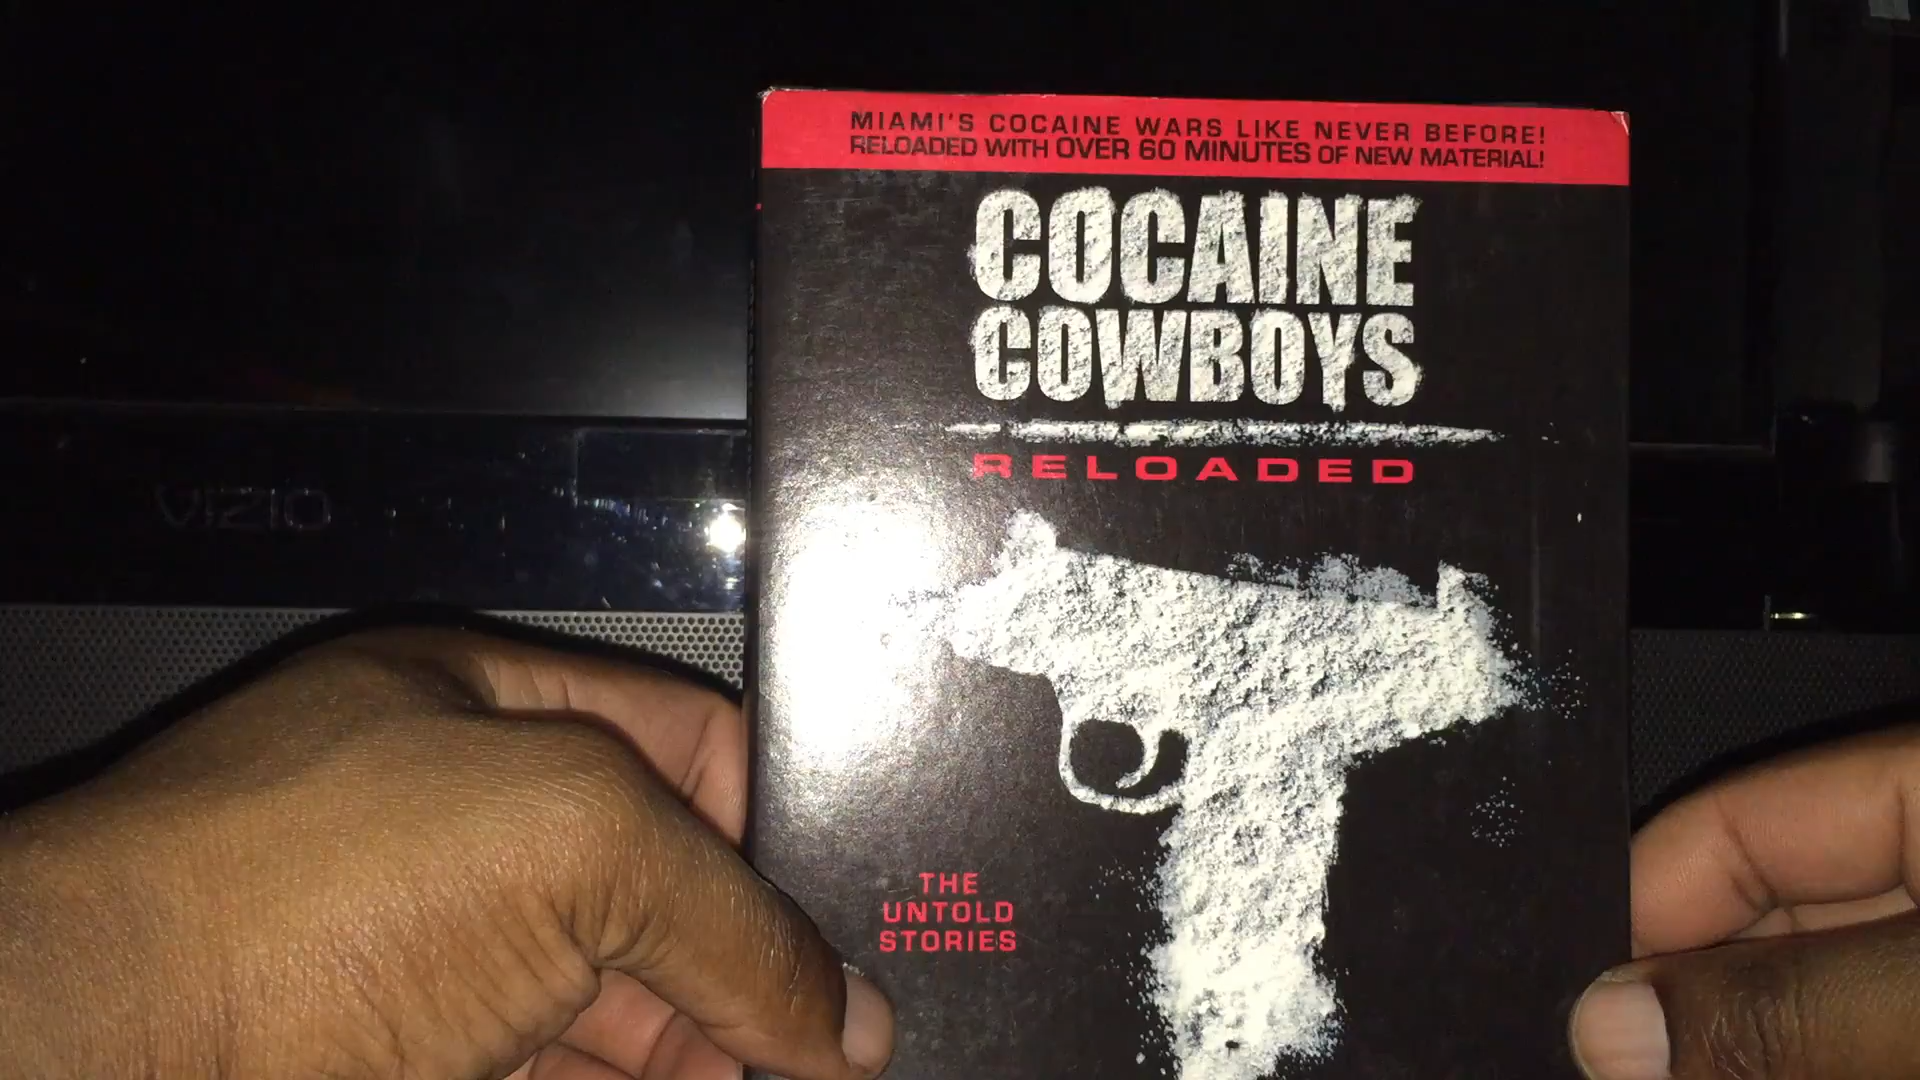 MIAMI'S COCAINE WARS LIKE NEVER BEFORE!
RELOADED WITH OVER 60 MINUTES OF NEW MATERIAL!
COCAINE
COWBOYS
RELOADED
VIZIO
THE
UNTOLD
STORIES